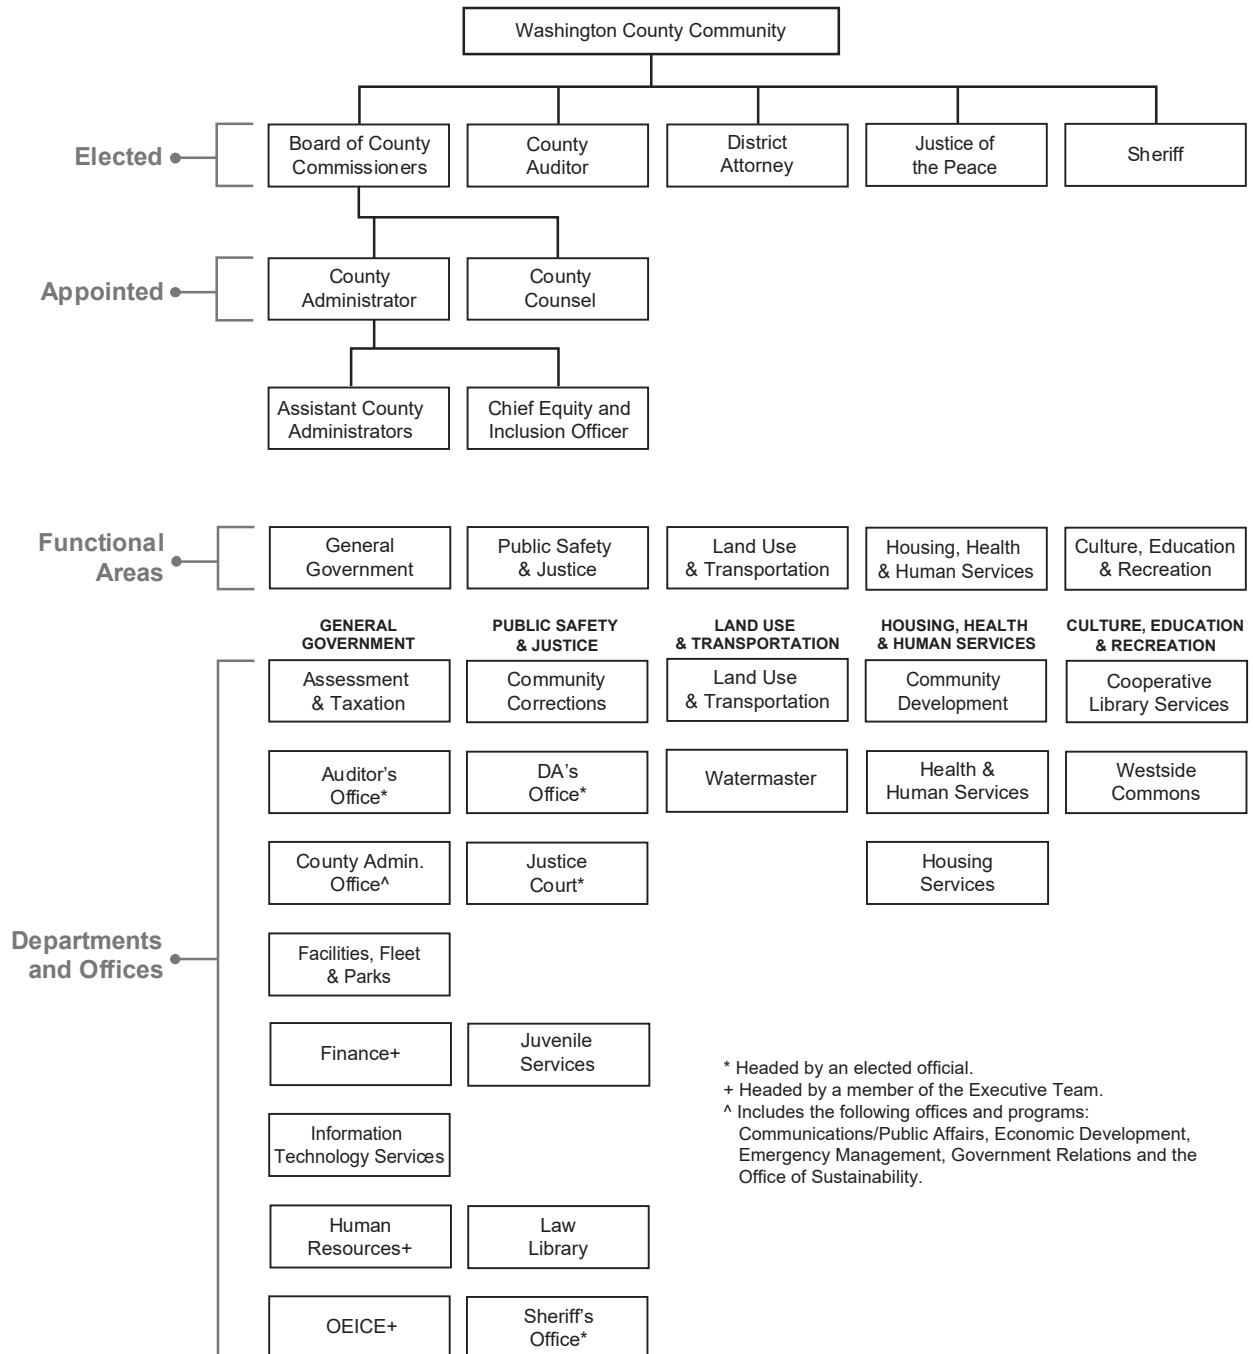 Washington County Community
Elected
Board of County
Commissioners
County
Auditor
District
Attorney
Justice of
the Peace
Sheriff
Appointed
County
Administrator
County
Counsel
Assistant County
Administrators
Chief Equity and
Inclusion Officer
Functional
Areas
General
Government
Public Safety
& Justice
Land Use
& Transportation
Housing, Health
& Human Services
Culture, Education
& Recreation
GENERAL
GOVERNMENT
PUBLIC SAFETY
& JUSTICE
LAND USE
& TRANSPORTATION
HOUSING, HEALTH
& HUMAN SERVICES
CULTURE, EDUCATION
& RECREATION
Departments
and Offices
Assessment
& Taxation
Community
Corrections
Land Use
& Transportation
Community
Development
Cooperative
Library Services
Auditor’s
Office*
DA’s
Office*
Watermaster
Health &
Human Services
Westside
Commons
County Admin.
Office^
Justice
Court*
Housing
Services
Facilities, Fleet
& Parks
Finance+
Juvenile
Services
Information
Technology Services
Human
Resources+
Law
Library
OEICE+
Sheriff’s
Office*
* Headed by an elected official.
+ Headed by a member of the Executive Team.
^ Includes the following offices and programs:
Communications/Public Affairs, Economic Development,
Emergency Management, Government Relations and the
Office of Sustainability.